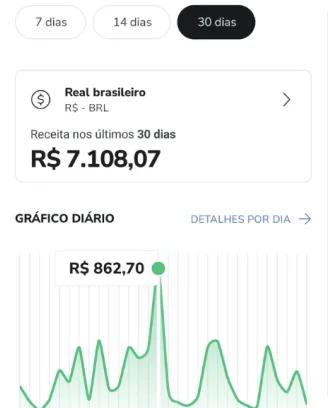 7 dias 14 dias 30 dias
Real brasileiro
R$ - BRL
Receita nos últimos 30 dias
R$ 7.108,07
GRÁFICO DIÁRIO DETALHES POR DIA
R$ 862,70